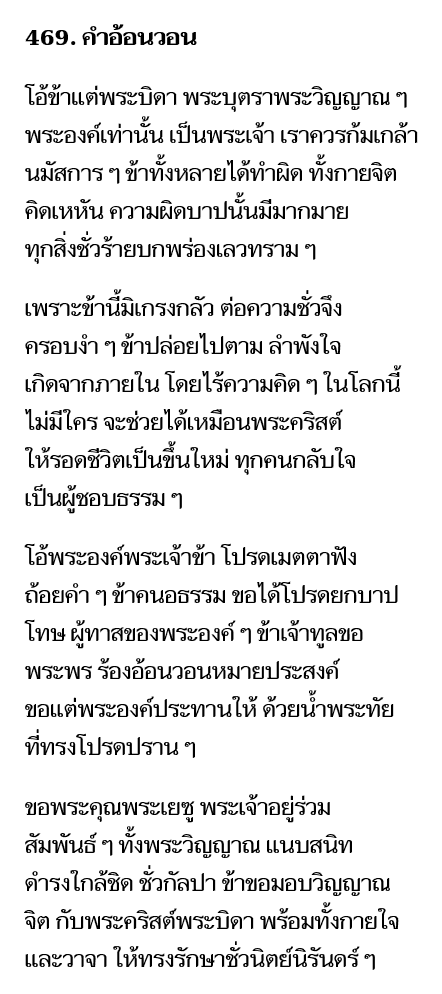 469. คำอ้อนวอน
โอ้ข้าแต่พระบิดา พระบุตราพระวิญญาณ ๆ
พระองค์เท่านั้น เป็นพระเจ้า เราควรก้มเกล้า
นมัสการ ๆ ข้าทั้งหลายได้ทำผิด ทั้งกายจิต
คิดเหหัน ความผิดบาปนั้นมีมากมาย
ทุกสิ่งชั่วร้ายบกพร่องเลวทราม ๆ
เพราะข้านี้มิเกรงกลัว ต่อความชั่วจึง
ครอบงำ ๆ ข้าปล่อยไปตาม ลำพังใจ
เกิดจากภายใน โดยไร้ความคิด ๆ ในโลกนี้
ไม่มีใคร จะช่วยได้เหมือนพระคริสต์
ให้รอดชีวิตเป็นขึ้นใหม่ ทุกคนกลับใจ
เป็นผู้ชอบธรรม ๆ
โอ้พระองค์พระเจ้าข้า โปรดเมตตาฟัง
ถ้อยคำ ๆ ข้าคนอธรรม ขอได้โปรดยกบาป
โทษ ผู้ทาสของพระองค์ ๆ ข้าเจ้าทูลขอ
พระพร ร้องอ้อนวอนหมายประสงค์
ขอแต่พระองค์ประทานให้ ด้วยน้ำพระทัย
ที่ทรงโปรดปราน ๆ
ขอพระคุณพระเยซู พระเจ้าอยู่ร่วม
สัมพันธ์ ๆ ทั้งพระวิญญาณ แนบสนิท
ดำรงใกล้ชิด ชั่วกัลปา ข้าขอมอบวิญญาณ
จิต กับพระคริสต์พระบิดา พร้อมทั้งกายใจ
และวาจา ให้ทรงรักษาชั่วนิตย์นิรันดร์ ๆ